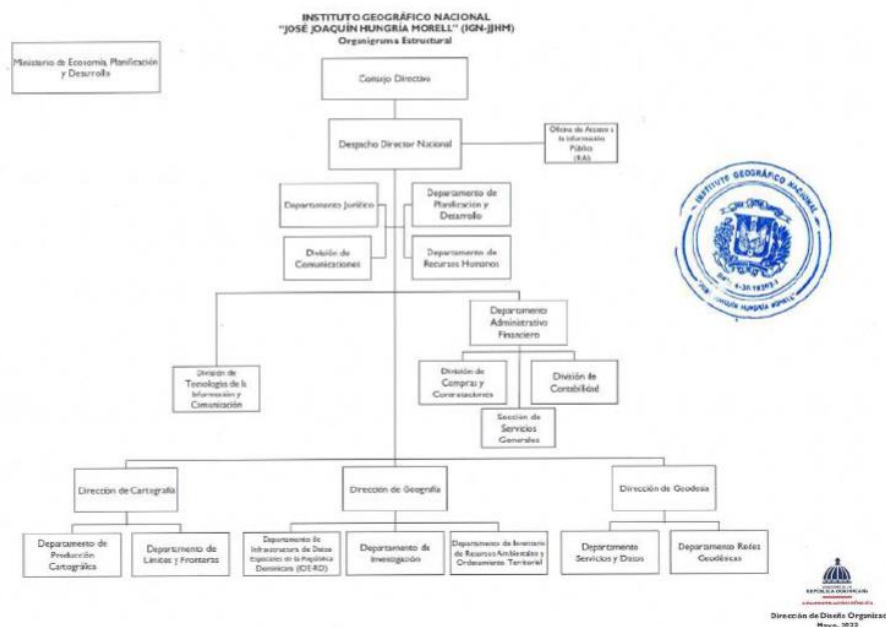 INSTITUTO GEOGRÁFICO NACIONAL
"JOSÉ JOAQUÍN HUNGRÍA MORELL" (IGN-JJHM)
Organigrama Estructural
Ministerio de Economía, Planificación
y Desarrollo
Consejo Directivo
Despacho Director Nacional
Oficina de Acceso a
la Información
Pública
(RAI)
Departamento Jurídico
Departamento de
Planificación y
Desarrollo
División de
Comunicaciones
Departamento de
Recursos Humanos
INSTITUTO GEOGRÁFICO NACIONAL
Departamento
Administrativo
Financiero
División de
Tecnologías de la
Información y
Comunicación
División de
Compras y
Contrataciones
División de
Contabilidad
Sección de
Servicios
Generales
Dirección de Cartografía
Dirección de Geografía
Dirección de Geodesia
Departamento de
Producción
Cartográfica
Departamento de
Límites y Fronteras
Departamento de
Infraestructura de Datos
Espaciales de la República
Dominicana (IDE-RD)
Departamento de
Investigación
Departamento de Inventario
de Recursos Ambientales y
Ordenamiento Territorial
Departamento
Servicios y Datos
Departamento Redes
Geodésicas
REPÚBLICA DOMINICANA
ADMINISTRACIÓN PÚBLICA
Dirección de Diseño Organizac
Mayo, 2022